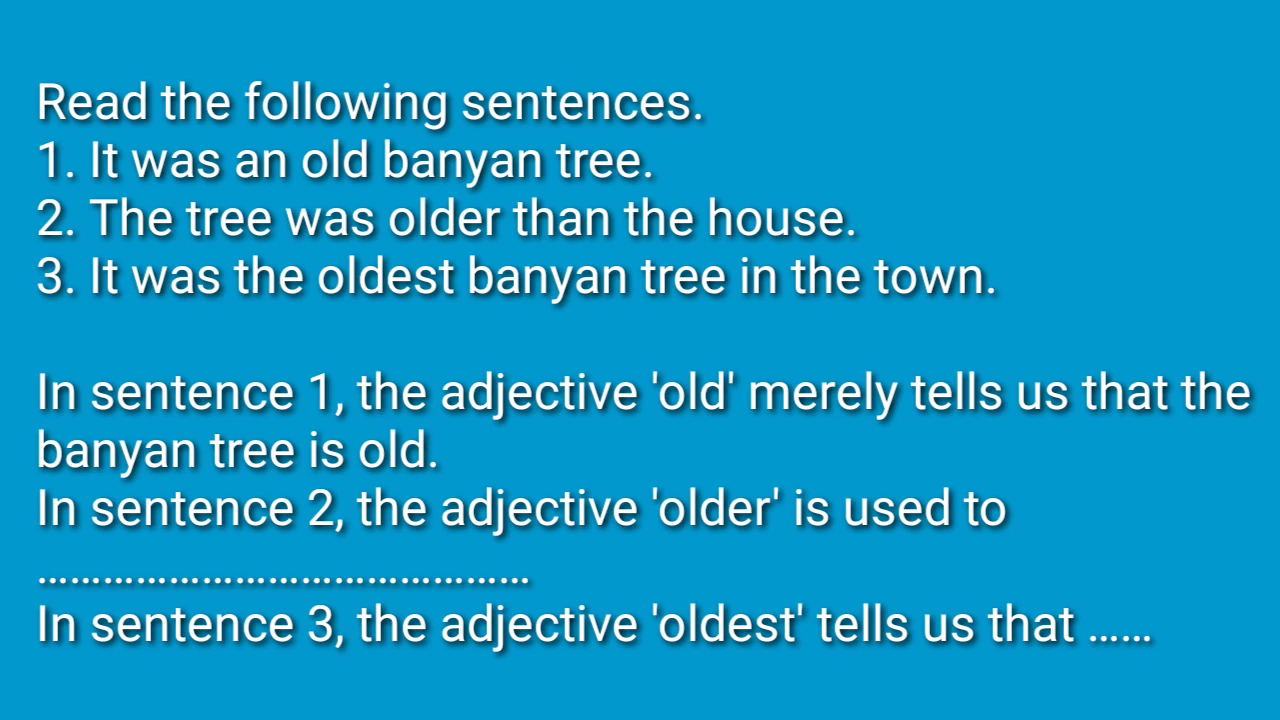 Read the following sentences.
1. It was an old banyan tree.
2. The tree was older than the house.
3. It was the oldest banyan tree in the town.
In sentence 1, the adjective 'old' merely tells us that the
banyan tree is old.
In sentence 2, the adjective 'older' is used to
…………………………………………
In sentence 3, the adjective 'oldest' tells us that ……